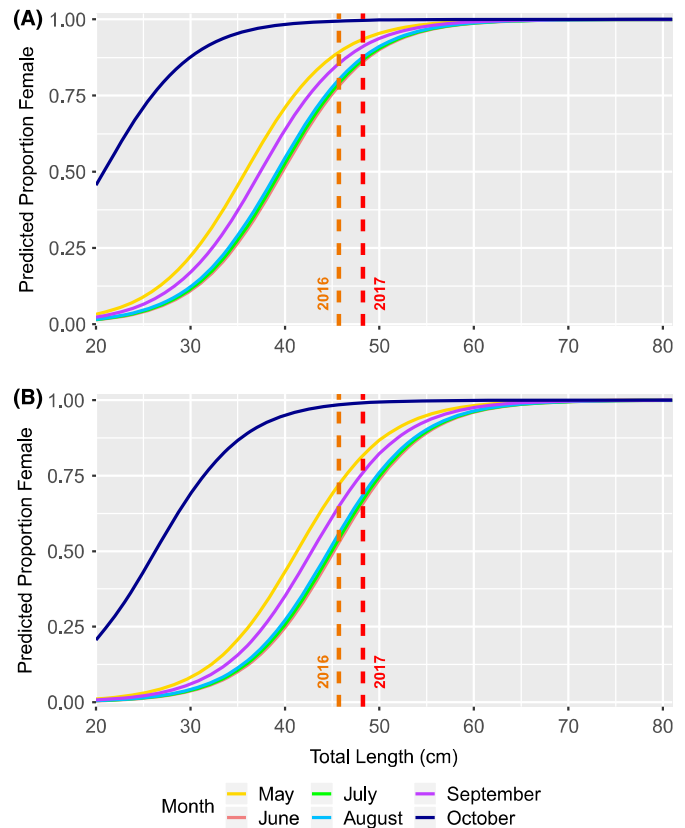 (A)
1.00
0.75
0.50
0.25
0.00
Predicted Proportion Female
2016
2017
20 30 40 50 60 70 80
(B)
1.00
0.75
0.50
0.25
0.00
Predicted Proportion Female
2016
2017
20 30 40 50 60 70 80
Total Length (cm)
Month
May July September
June August October